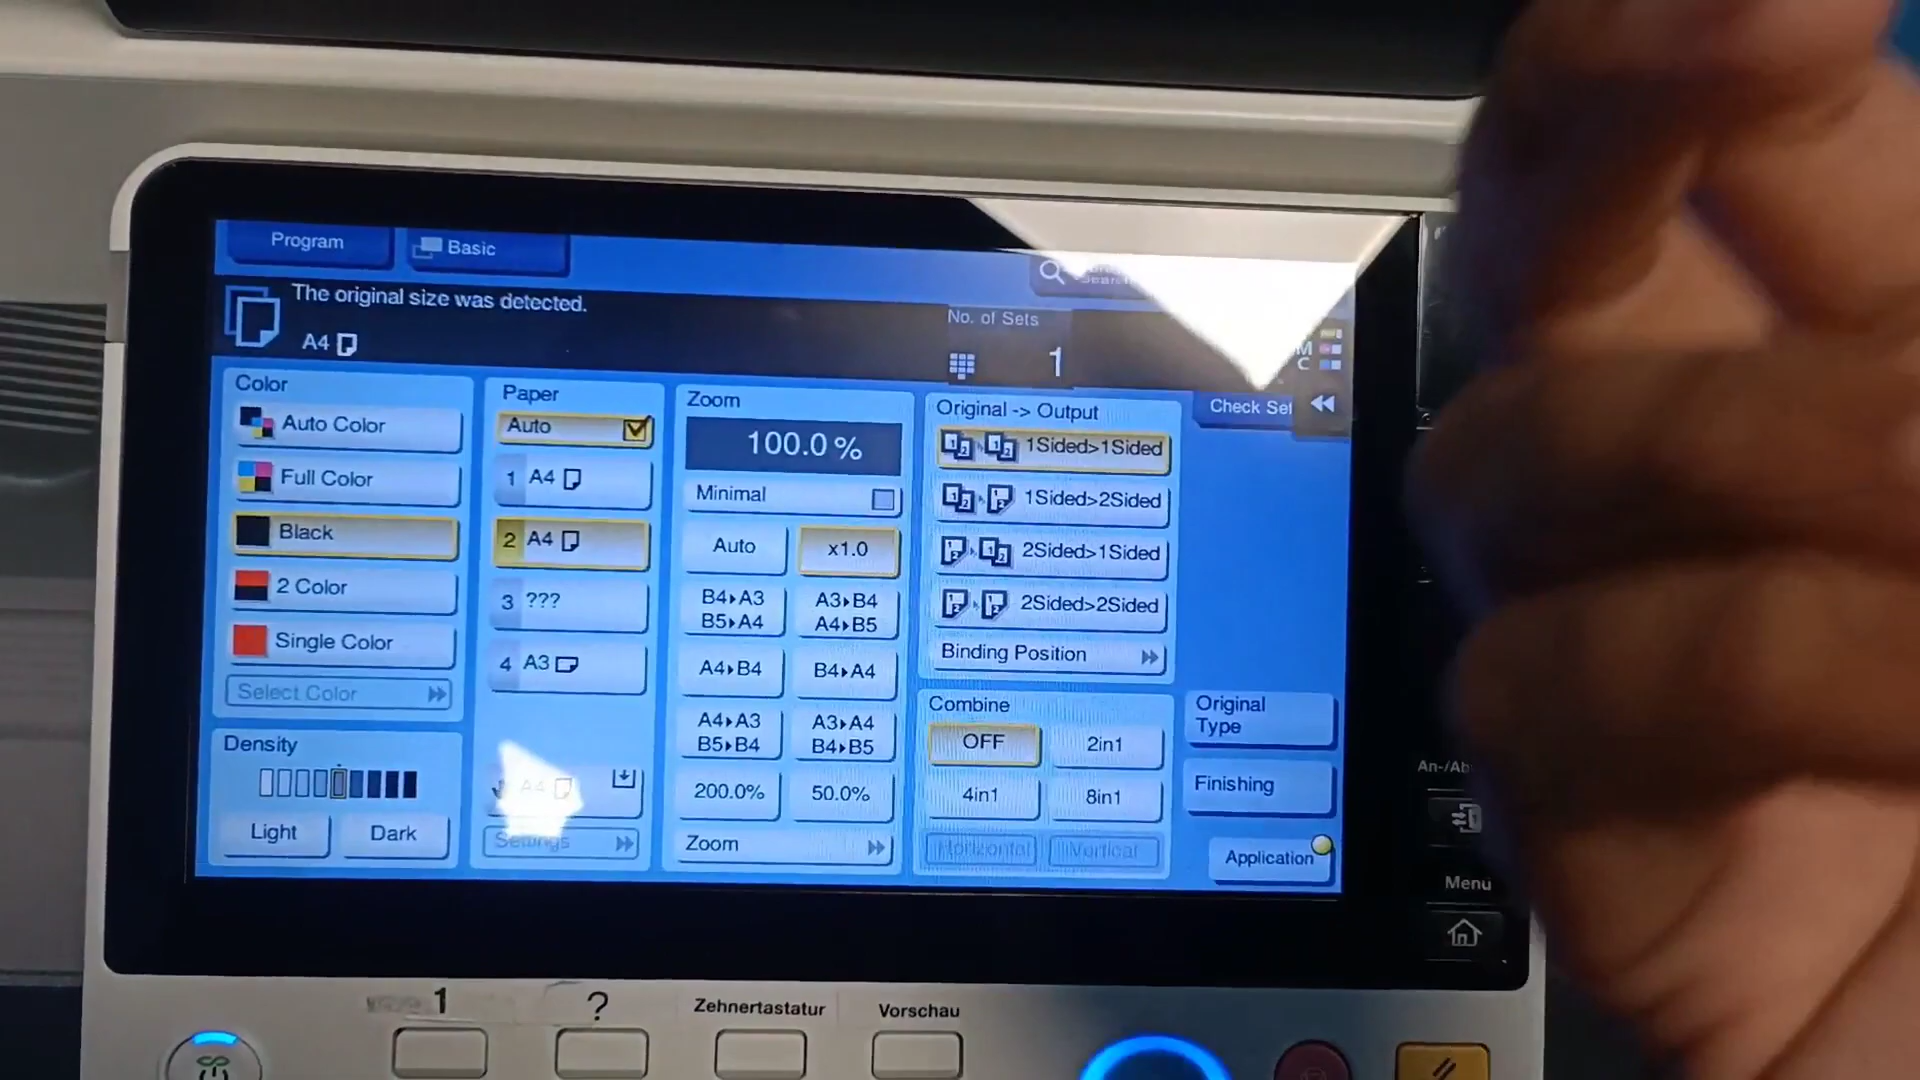 Program
Basic
The original size was detected.
A4
No. of Sets
1
M
C
Color
Auto Color
Full Color
Black
2 Color
Single Color
Select Color
Density
Light
Dark
Paper
Auto
1 A4
2 A4
3 ???
4 A3
A4
Settings
Zoom
100.0 %
Minimal
Auto
x1.0
B4▸A3
B5▸A4
A3▸B4
A4▸B5
A4▸B4
B4▸A4
A4▸A3
B5▸B4
A3▸A4
B4▸B5
200.0%
50.0%
Zoom
Original -> Output
1Sided>1Sided
1Sided>2Sided
2Sided>1Sided
2Sided>2Sided
Binding Position
Combine
OFF
2in1
4in1
8in1
Horizontal
Vertical
Check Set
Original
Type
Finishing
Application
An-/Ab
Menü
1
?
Zehnertastatur
Vorschau